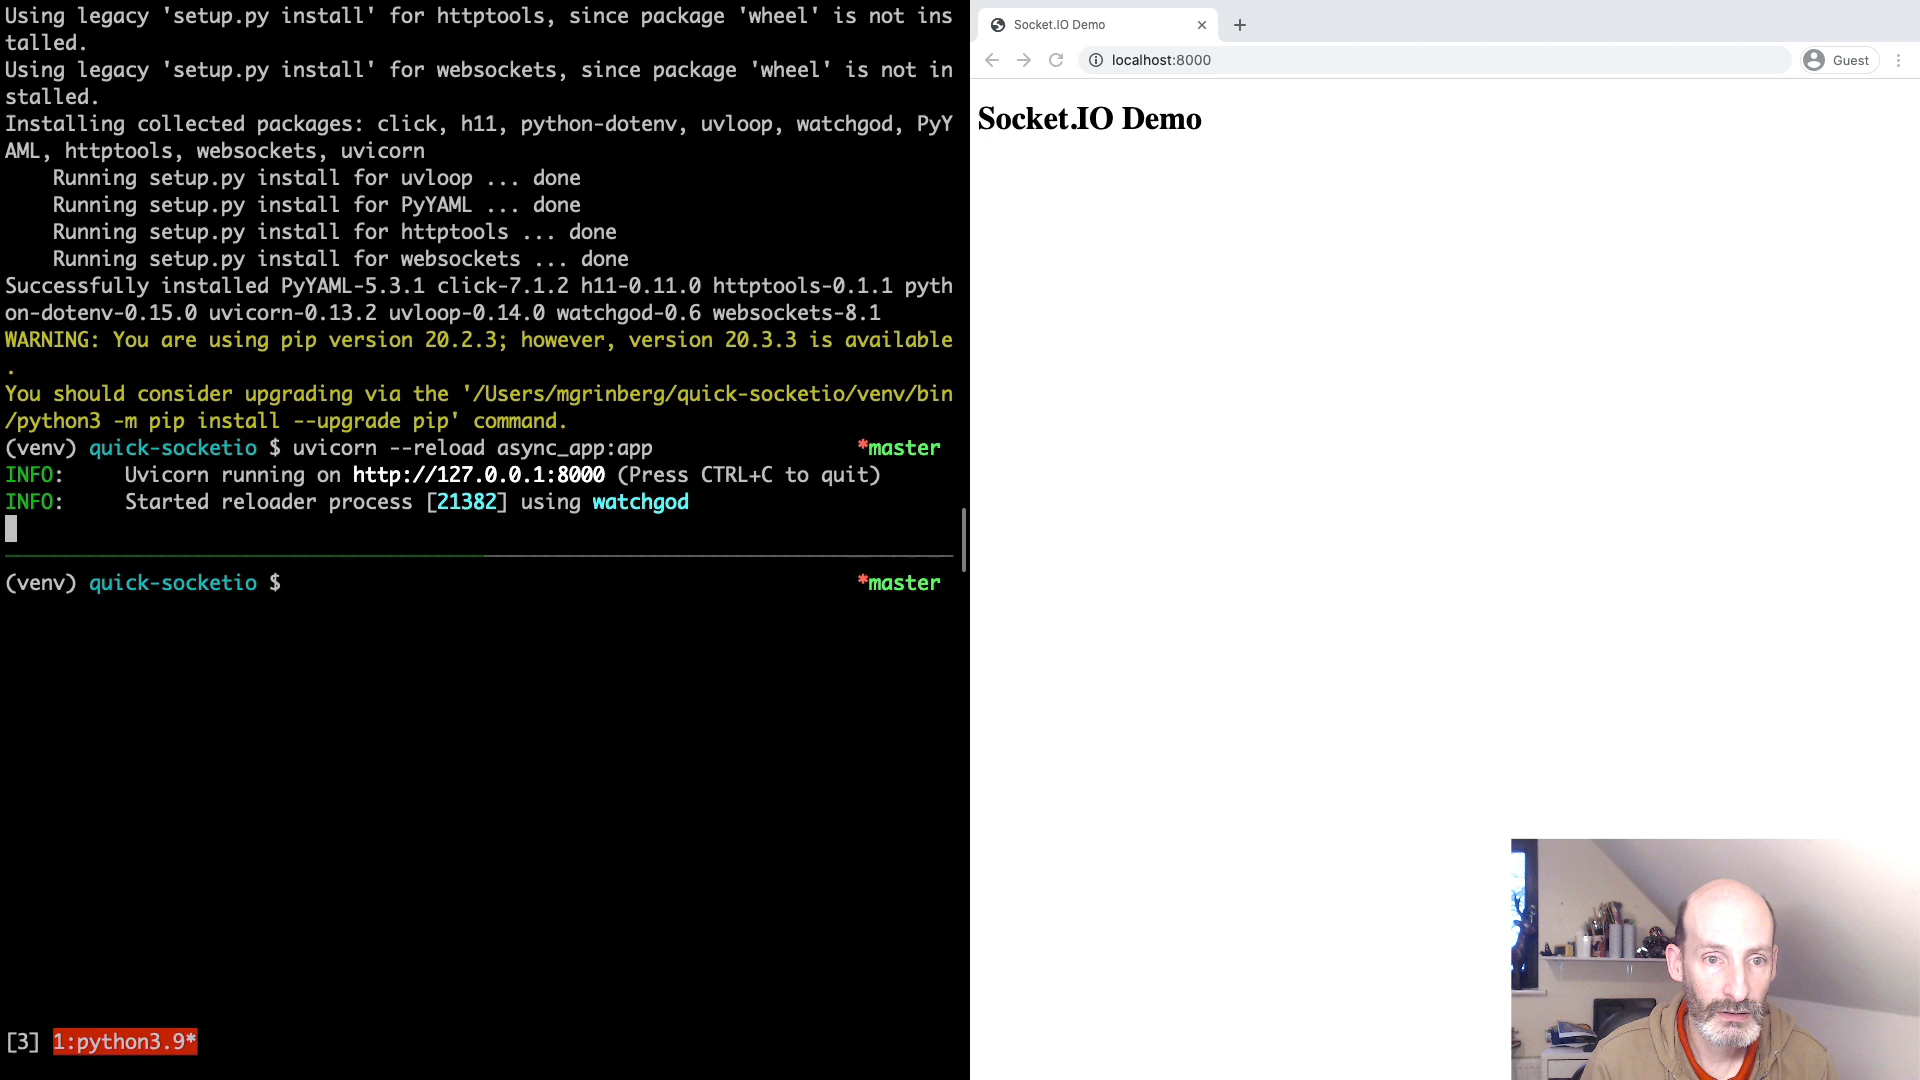 Using legacy 'setup.py install' for httptools, since package 'wheel' is not ins
talled.
Using legacy 'setup.py install' for websockets, since package 'wheel' is not in
stalled.
Installing collected packages: click, h11, python-dotenv, uvloop, watchgod, PyY
AML, httptools, websockets, uvicorn
    Running setup.py install for uvloop ... done
    Running setup.py install for PyYAML ... done
    Running setup.py install for httptools ... done
    Running setup.py install for websockets ... done
Successfully installed PyYAML-5.3.1 click-7.1.2 h11-0.11.0 httptools-0.1.1 pyth
on-dotenv-0.15.0 uvicorn-0.13.2 uvloop-0.14.0 watchgod-0.6 websockets-8.1
WARNING: You are using pip version 20.2.3; however, version 20.3.3 is available
.
You should consider upgrading via the '/Users/mgrinberg/quick-socketio/venv/bin
/python3 -m pip install --upgrade pip' command.
(venv) quick-socketio $ uvicorn --reload async_app:app *master
INFO:     Uvicorn running on http://127.0.0.1:8000 (Press CTRL+C to quit)
INFO:     Started reloader process [21382] using watchgod
(venv) quick-socketio $ *master
[3] 1:python3.9*
Socket.IO Demo
localhost:8000
Guest
Socket.IO Demo